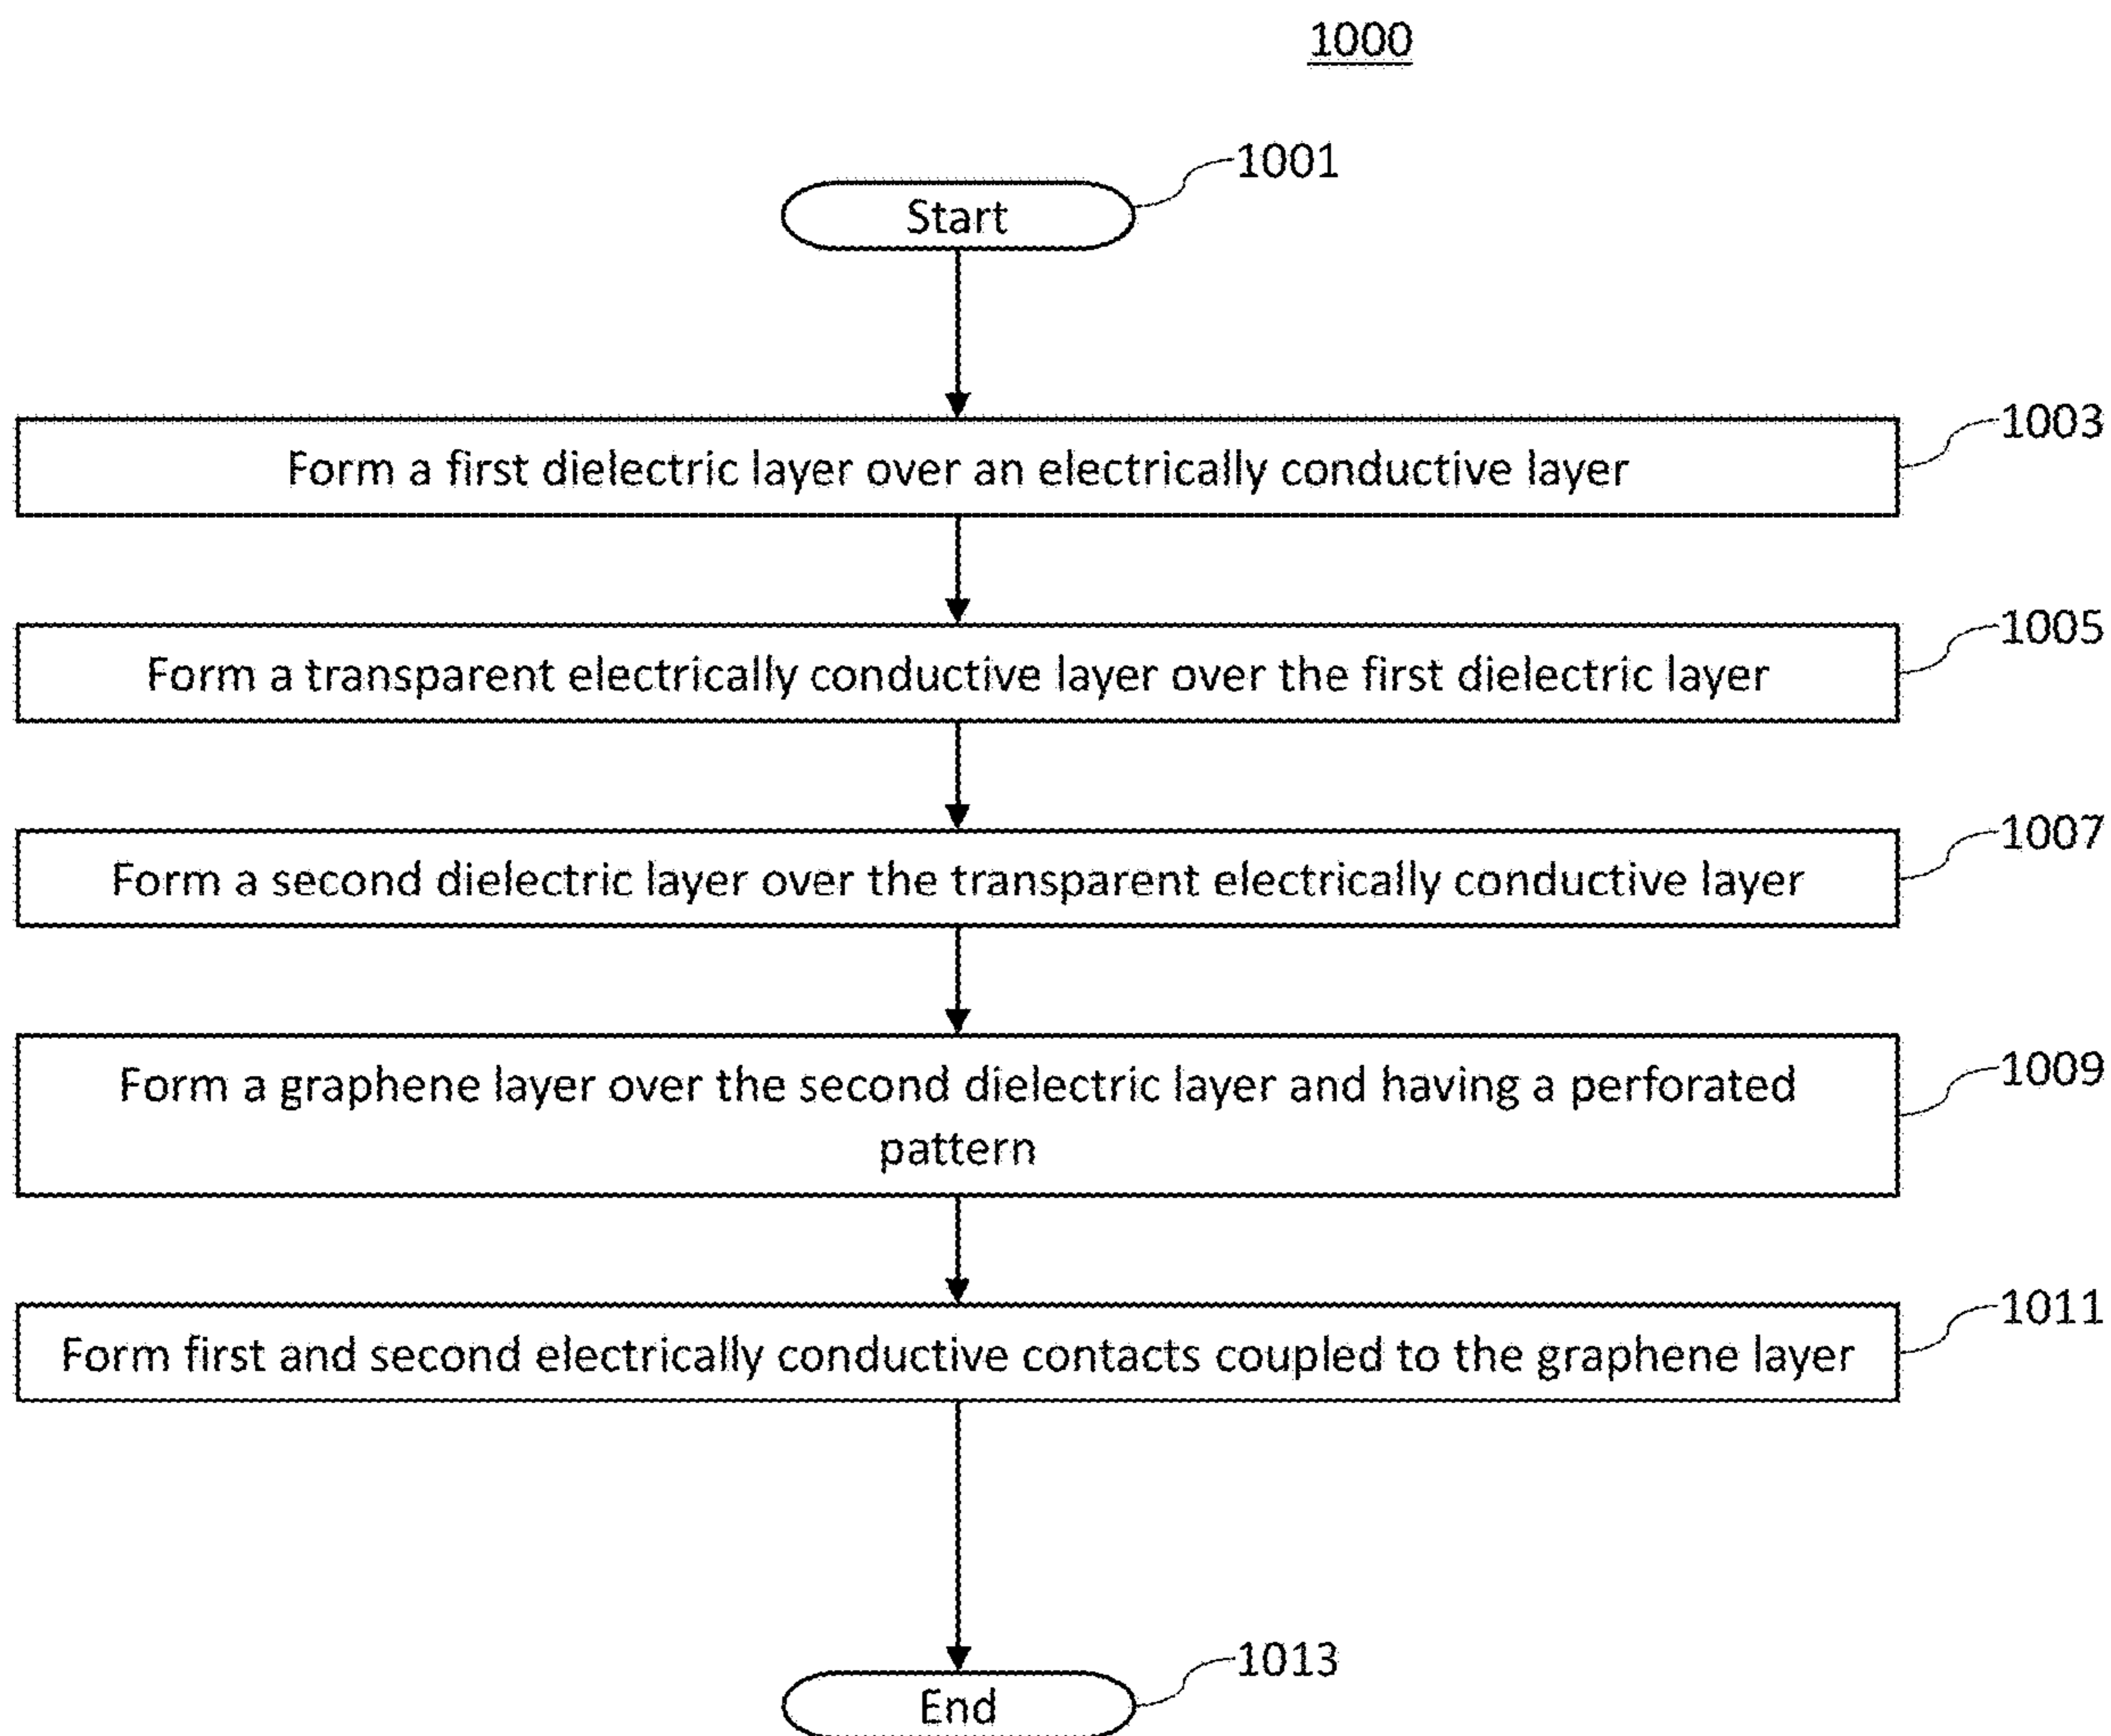 1000
1001
Start
1003
Form a first dielectric layer over an electrically conductive layer
1005
Form a transparent electrically conductive layer over the first dielectric layer
1007
Form a second dielectric layer over the transparent electrically conductive layer
1009
Form a graphene layer over the second dielectric layer and having a perforated
pattern
1011
Form first and second electrically conductive contacts coupled to the graphene layer
1013
End